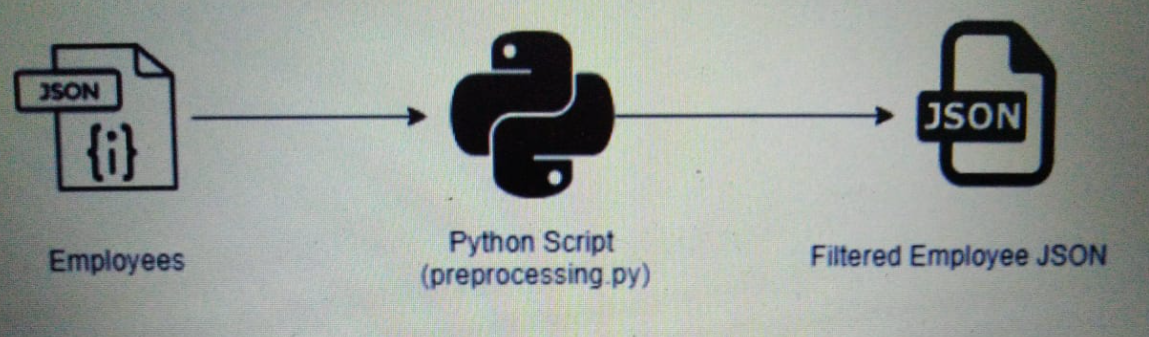 JSON
{i}
Employees
Python Script
(preprocessing.py)
JSON
Filtered Employee JSON